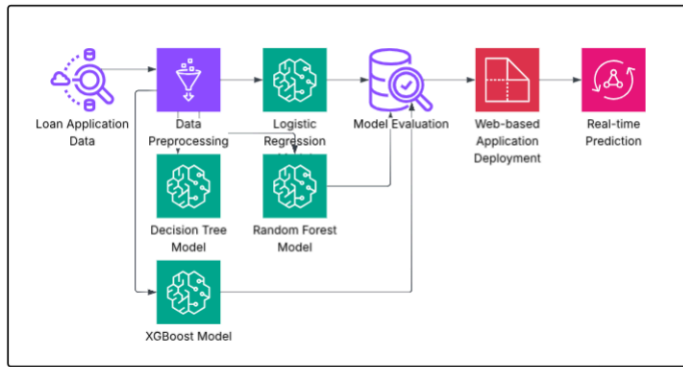 Loan Application
Data
Data
Preprocessing
Logistic
Regression
Model Evaluation
Web-based
Application
Deployment
Real-time
Prediction
Decision Tree
Model
Random Forest
Model
XGBoost Model